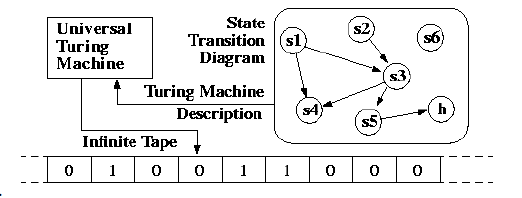 Universal
Turing
Machine
State
Transition
Diagram
s1
s2
s6
s3
s4
s5
h
Turing Machine
Description
Infinite Tape
0 1 0 0 1 1 0 0 0